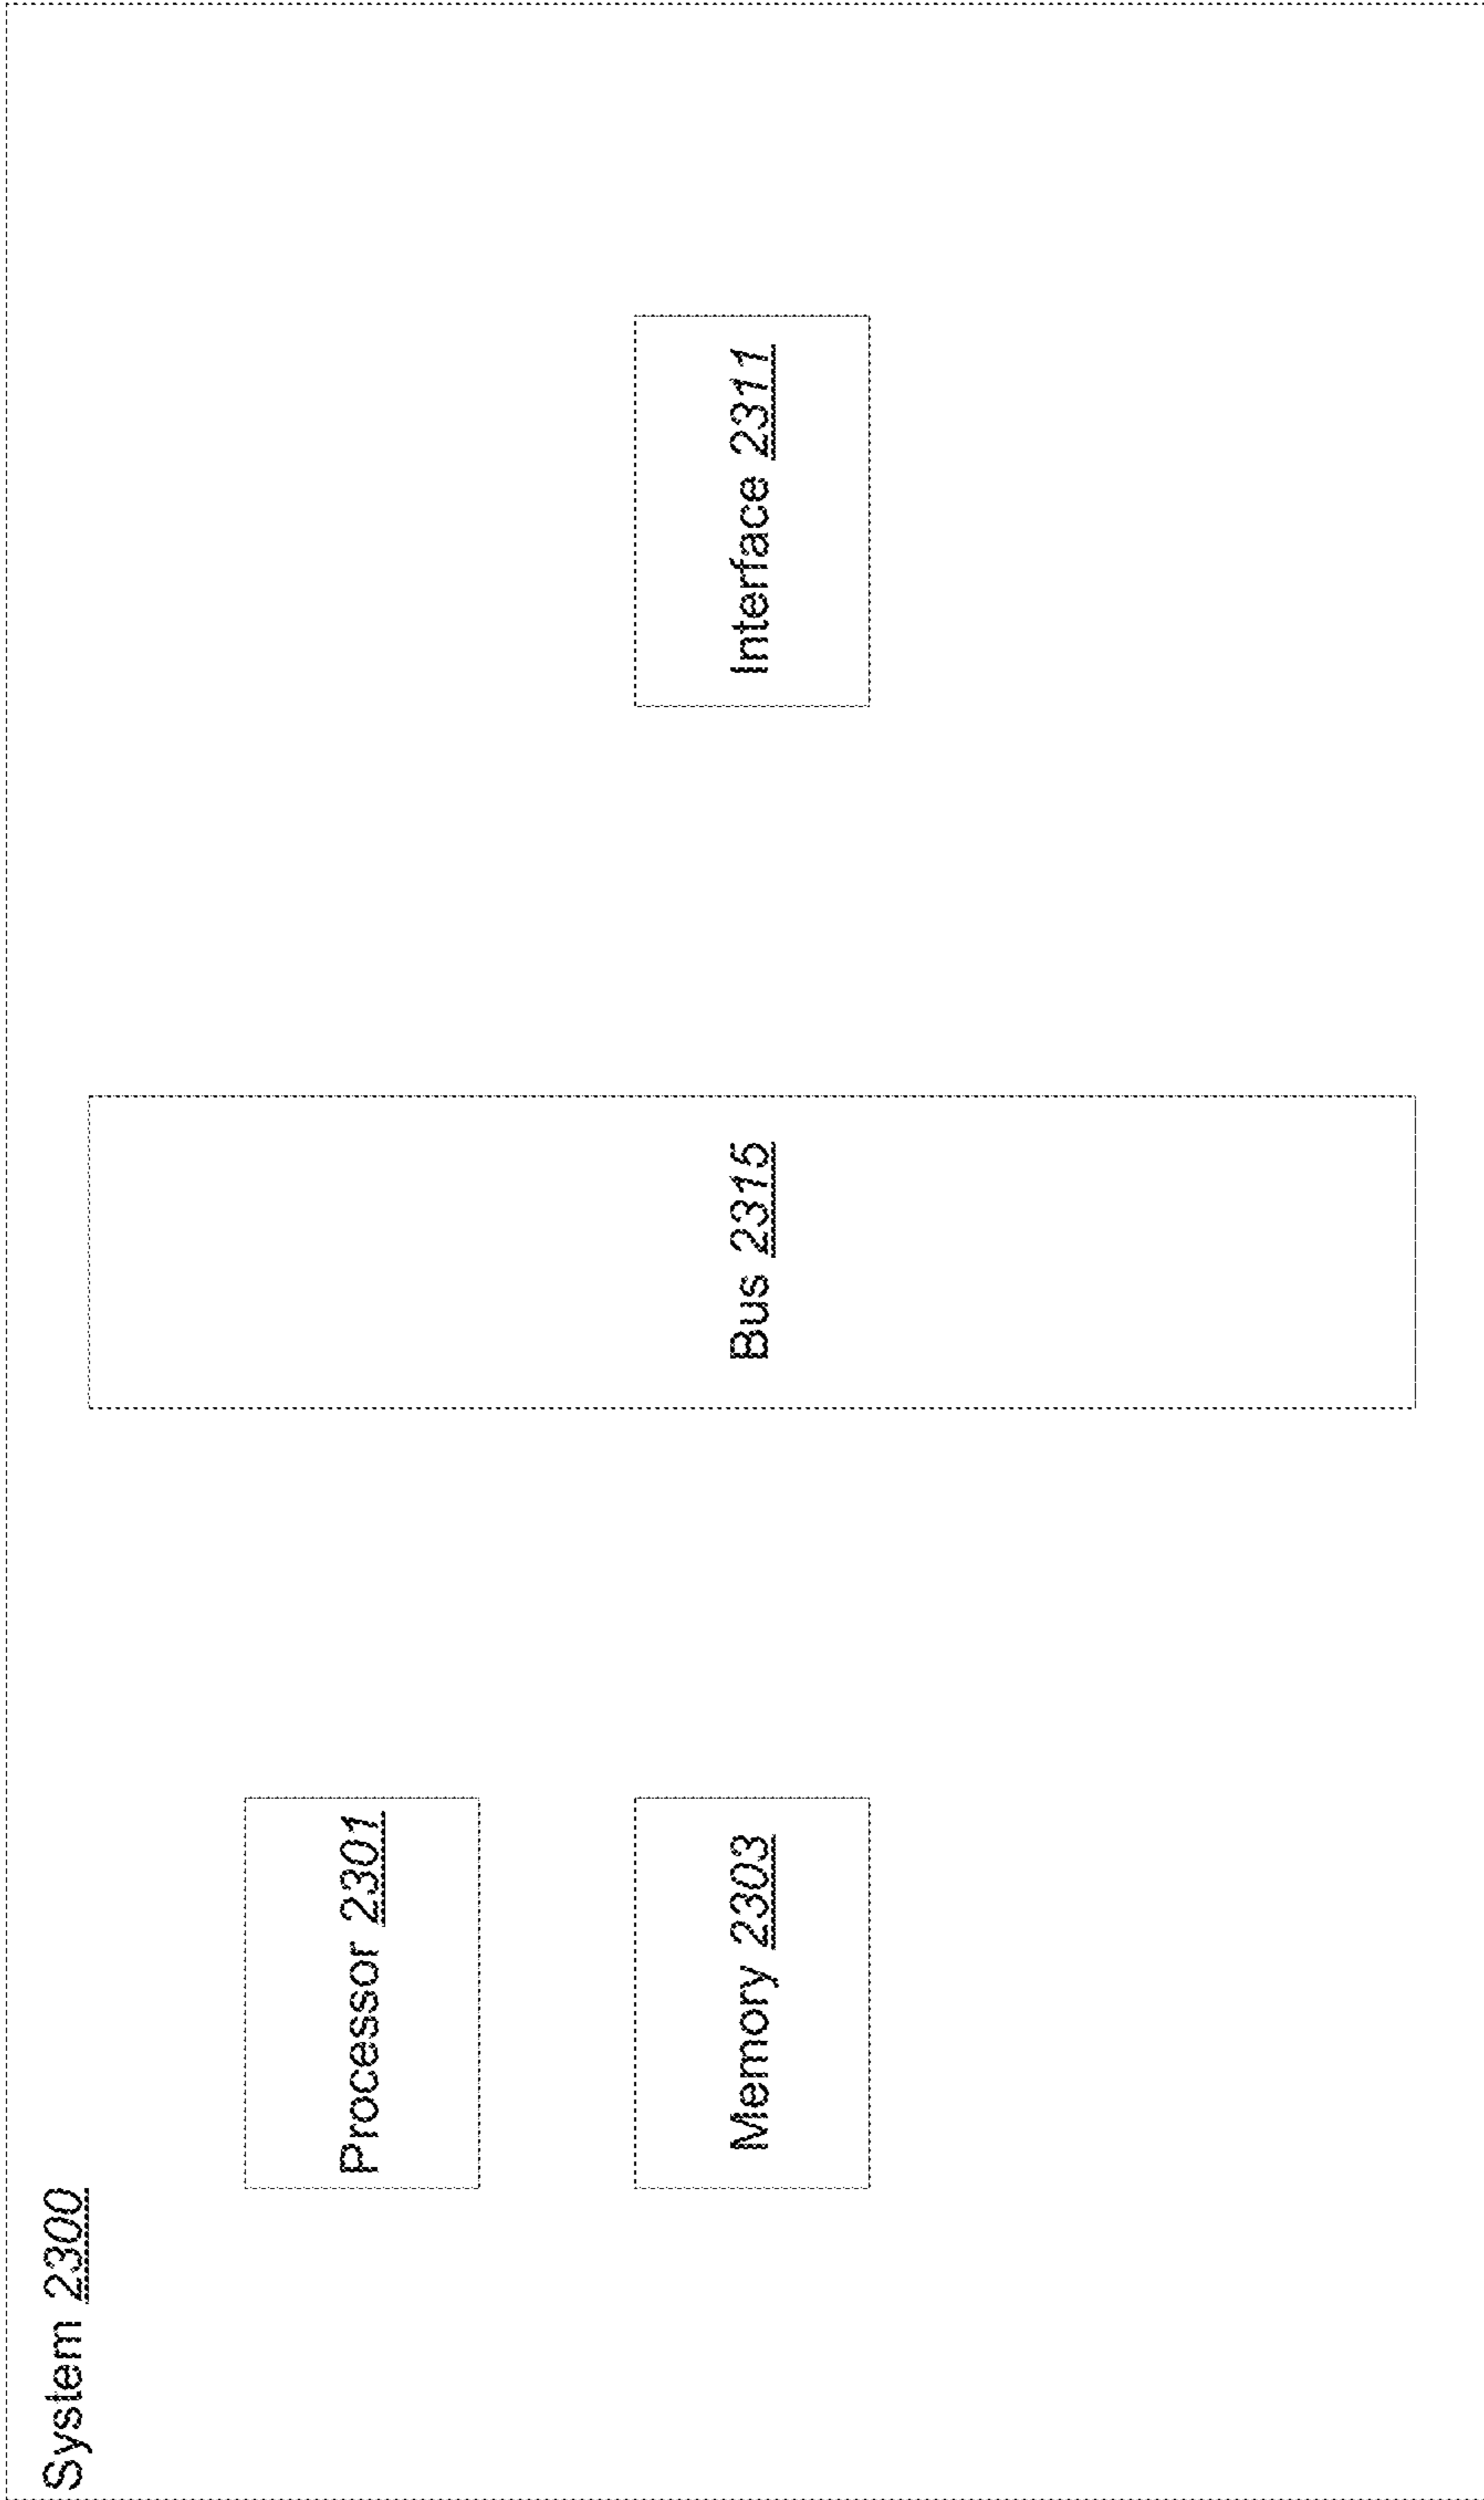 System 2300
Processor 2301
Memory 2303
Bus 2315
Interface 2311